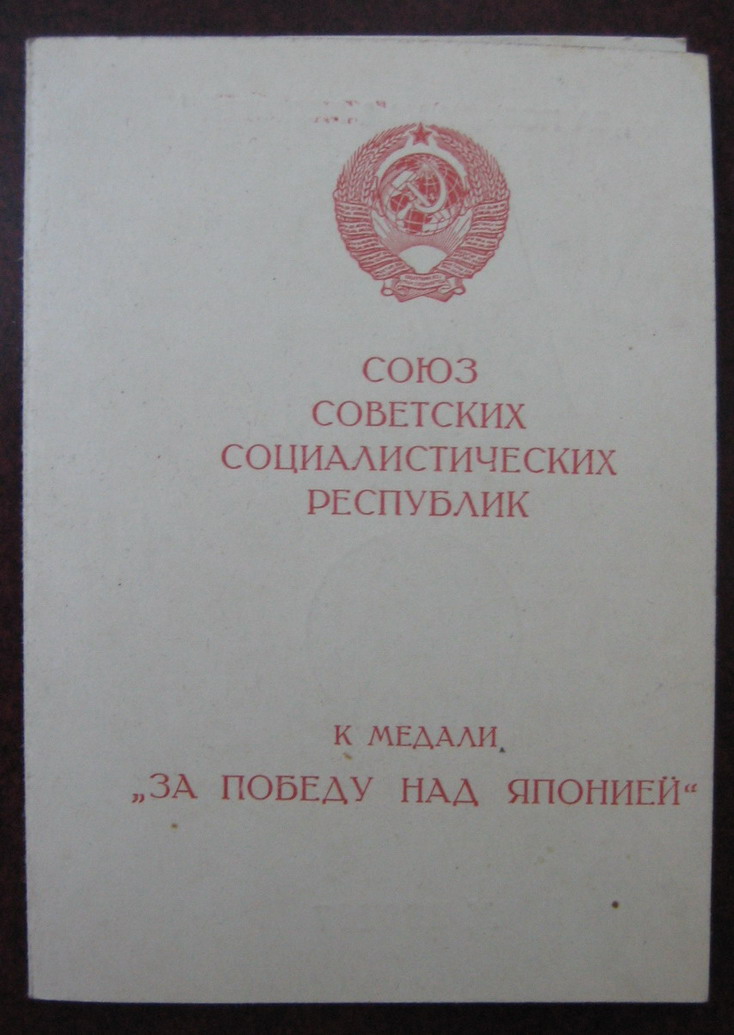 СОЮЗ
СОВЕТСКИХ
СОЦИАЛИСТИЧЕСКИХ
РЕСПУБЛИК
К МЕДАЛИ
„ЗА ПОБЕДУ НАД ЯПОНИЕЙ“